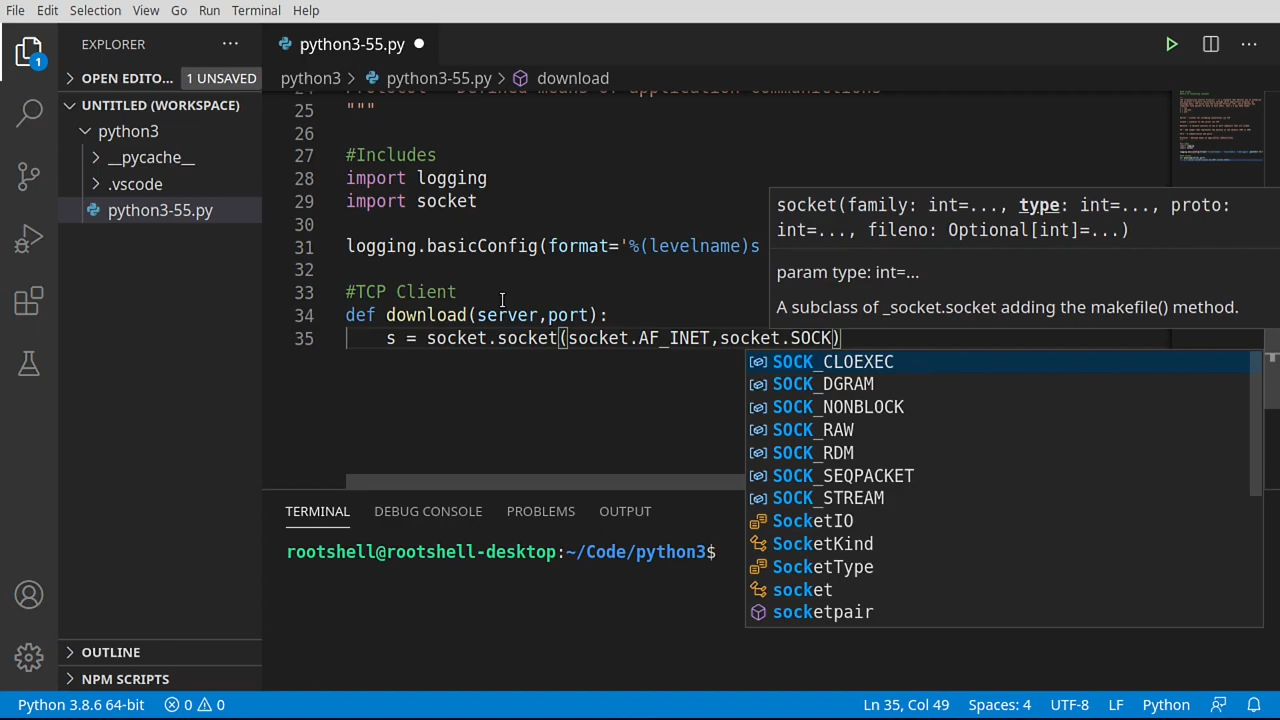 File Edit Selection View Go Run Terminal Help
EXPLORER ···
python3-55.py
1
OPEN EDITO... 1 UNSAVED
python3 > python3-55.py > download
UNTITLED (WORKSPACE)
python3
__pycache__
.vscode
python3-55.py
25 """
26
27 #Includes
28 import logging
29 import socket
30
31 logging.basicConfig(format='%(levelname)s
32
33 #TCP Client
34 def download(server,port):
35 s = socket.socket(socket.AF_INET,socket.SOCK)
socket(family: int=..., type: int=..., proto:
int=..., fileno: Optional[int]=...)
param type: int=...
A subclass of _socket.socket adding the makefile() method.
SOCK_CLOEXEC
SOCK_DGRAM
SOCK_NONBLOCK
SOCK_RAW
SOCK_RDM
SOCK_SEQPACKET
SOCK_STREAM
SocketIO
SocketKind
SocketType
socket
socketpair
TERMINAL DEBUG CONSOLE PROBLEMS OUTPUT
rootshell@rootshell-desktop:~/Code/python3$
OUTLINE
NPM SCRIPTS
Python 3.8.6 64-bit 0 0 Ln 35, Col 49 Spaces: 4 UTF-8 LF Python